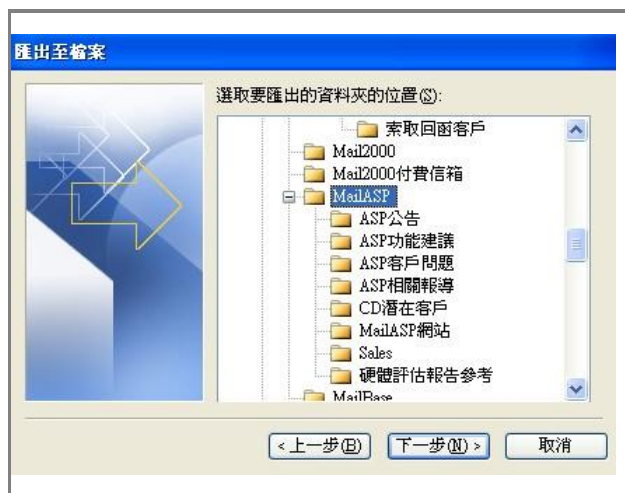 匯出至檔案
選取要匯出的資料夾的位置(S):
索取回函客戶
Mail2000
Mail2000付費信箱
MailASP
ASP公告
ASP功能建議
ASP客戶問題
ASP相關報導
CD潛在客戶
MailASP網站
Sales
硬體評估報告參考
MailBase
<上一步(B)
下一步(N)>
取消